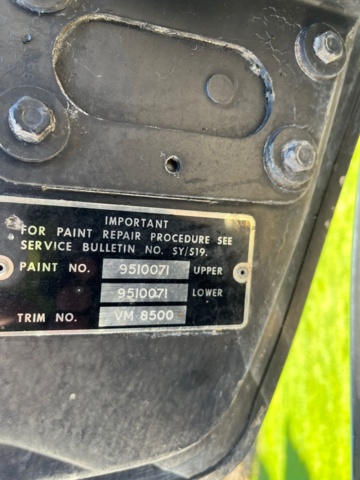 IMPORTANT
FOR PAINT REPAIR PROCEDURE SEE
SERVICE BULLETIN NO. SY/S19.
PAINT NO. 9510071 UPPER
9510071 LOWER
TRIM NO. VM 8500